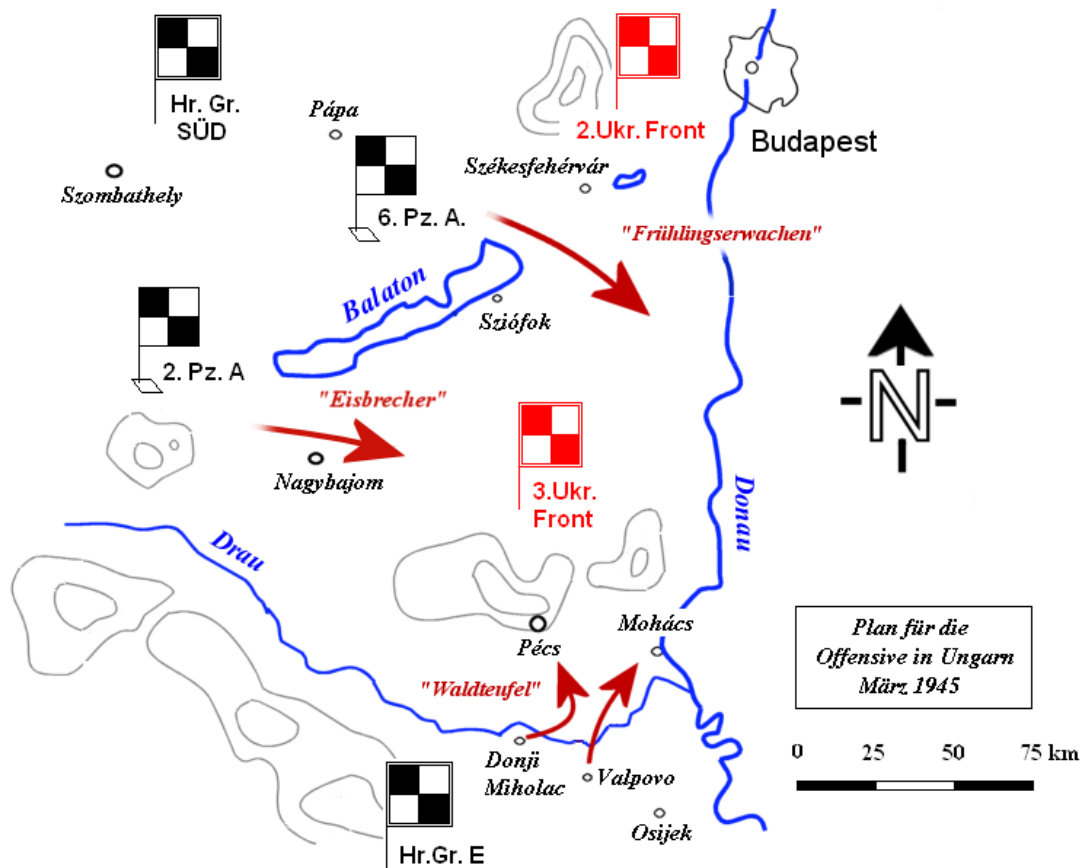 Hr. Gr.
SÜD
Pápa
2.Ukr. Front
Budapest
Szombathely
Székesfehérvár
6. Pz. A.
"Frühlingserwachen"
Balaton
Sziófok
2. Pz. A
"Eisbrecher"
N
Nagybajom
3.Ukr.
Front
Donau
Drau
Mohács
Pécs
Plan für die
Offensive in Ungarn
März 1945
"Waldteufel"
Donji
Miholac
Valpovo
0 25 50 75 km
Osijek
Hr.Gr. E